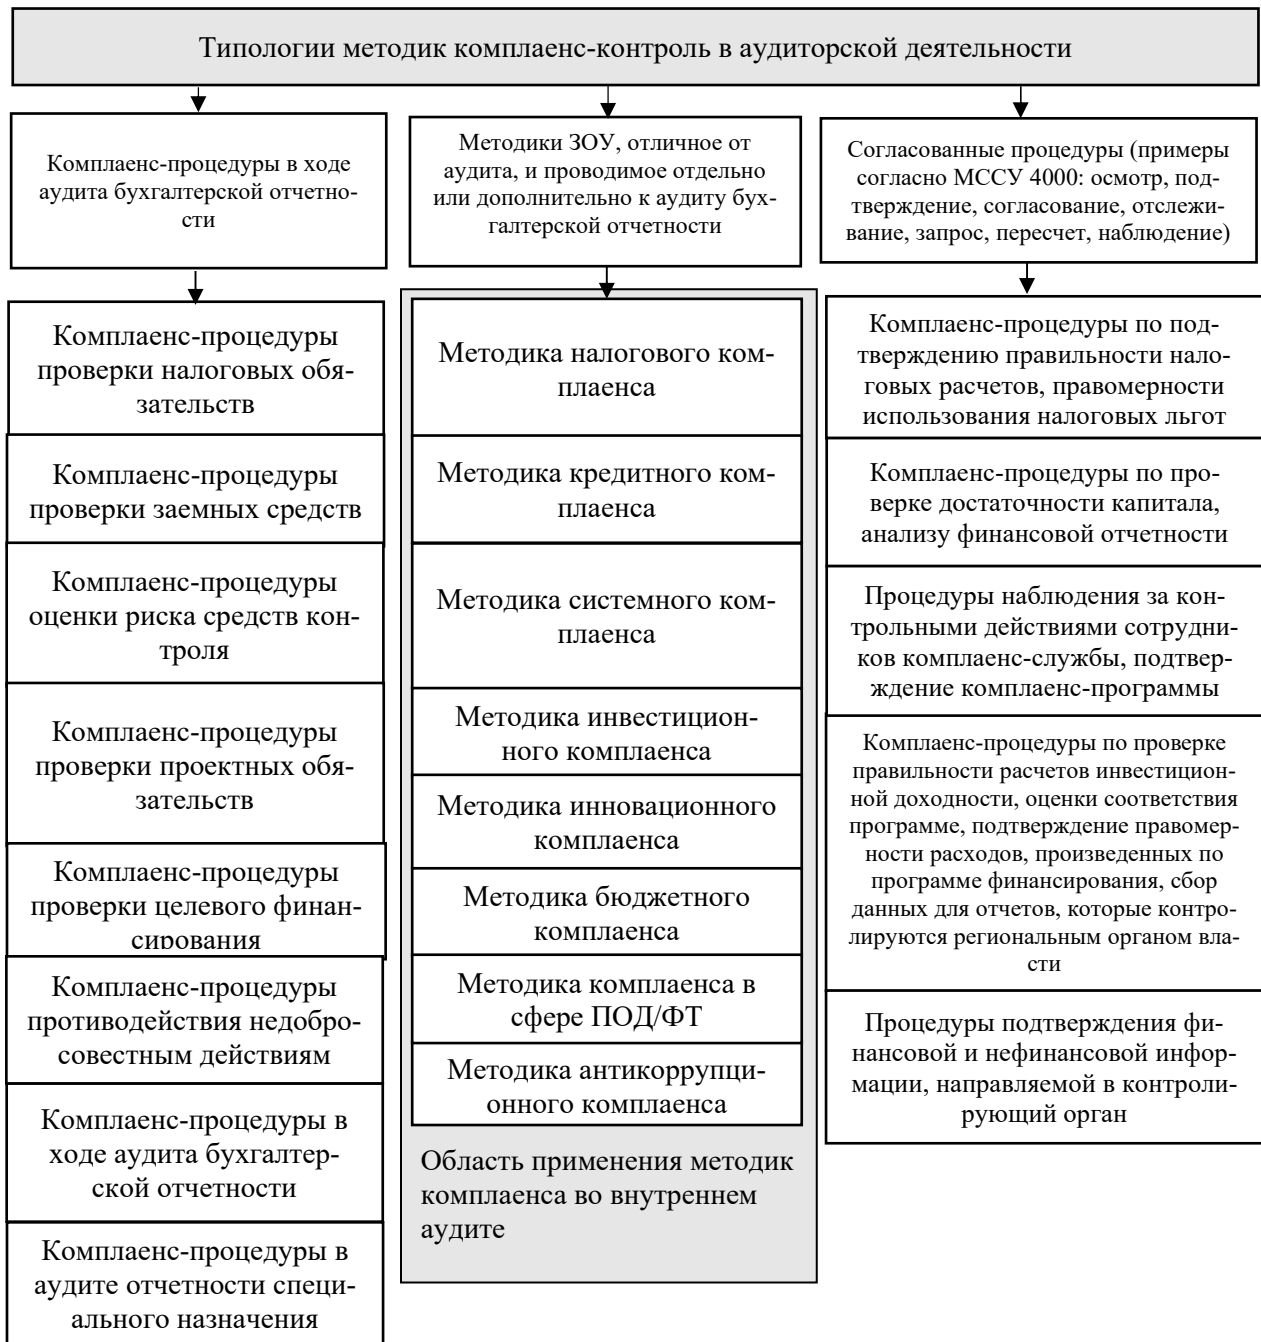 Типологии методик комплаенс-контроль в аудиторской деятельности
Комплаенс-процедуры в ходе
аудита бухгалтерской отчетно-
сти
Комплаенс-процедуры
проверки налоговых обя-
зательств
Комплаенс-процедуры
проверки заемных средств
Комплаенс-процедуры
оценки риска средств кон-
троля
Комплаенс-процедуры
проверки проектных обя-
зательств
Комплаенс-процедуры
проверки целевого финан-
сирования
Комплаенс-процедуры
противодействия недобро-
совестным действиям
Комплаенс-процедуры в
ходе аудита бухгалтер-
ской отчетности
Комплаенс-процедуры в
аудите отчетности специ-
ального назначения
Методики ЗОУ, отличное от
аудита, и проводимое отдельно
или дополнительно к аудиту бух-
галтерской отчетности
Методика налогового ком-
плаенса
Методика кредитного ком-
плаенса
Методика системного ком-
плаенса
Методика инвестицион-
ного комплаенса
Методика инновационного
комплаенса
Методика бюджетного
комплаенса
Методика комплаенса в
сфере ПОД/ФТ
Методика антикоррупци-
онного комплаенса
Область применения методик
комплаенса во внутреннем
аудите
Согласованные процедуры (примеры
согласно МССУ 4000: осмотр, под-
тверждение, согласование, отслежи-
вание, запрос, пересчет, наблюдение)
Комплаенс-процедуры по под-
тверждению правильности нало-
говых расчетов, правомерности
использования налоговых льгот
Комплаенс-процедуры по про-
верке достаточности капитала,
анализу финансовой отчетности
Процедуры наблюдения за кон-
трольными действиями сотрудни-
ков комплаенс-службы, подтвер-
ждение комплаенс-программы
Комплаенс-процедуры по проверке
правильности расчетов инвестицион-
ной доходности, оценки соответствия
программе, подтверждение правомер-
ности расходов, произведенных по
программе финансирования, сбор
данных для отчетов, которые контро-
лируются региональным органом вла-
сти
Процедуры подтверждения фи-
нансовой и нефинансовой инфор-
мации, направляемой в контроли-
рующий орган